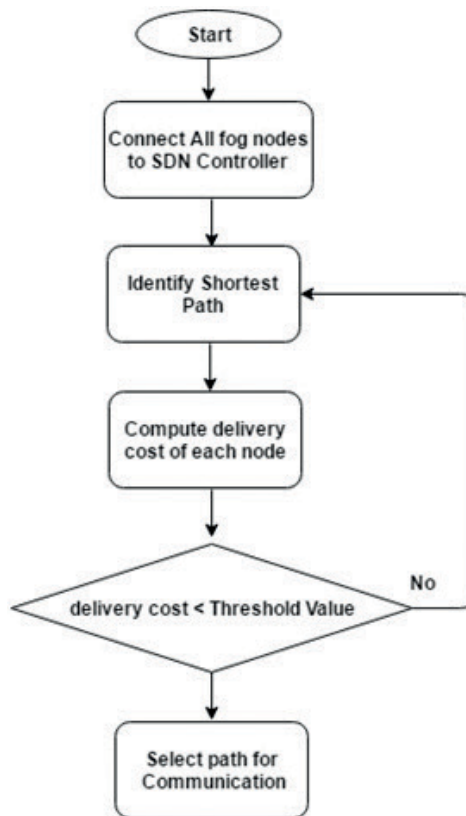 Start
Connect All fog nodes
to SDN Controller
Identify Shortest
Path
Compute delivery
cost of each node
delivery cost < Threshold Value
No
Select path for
Communication